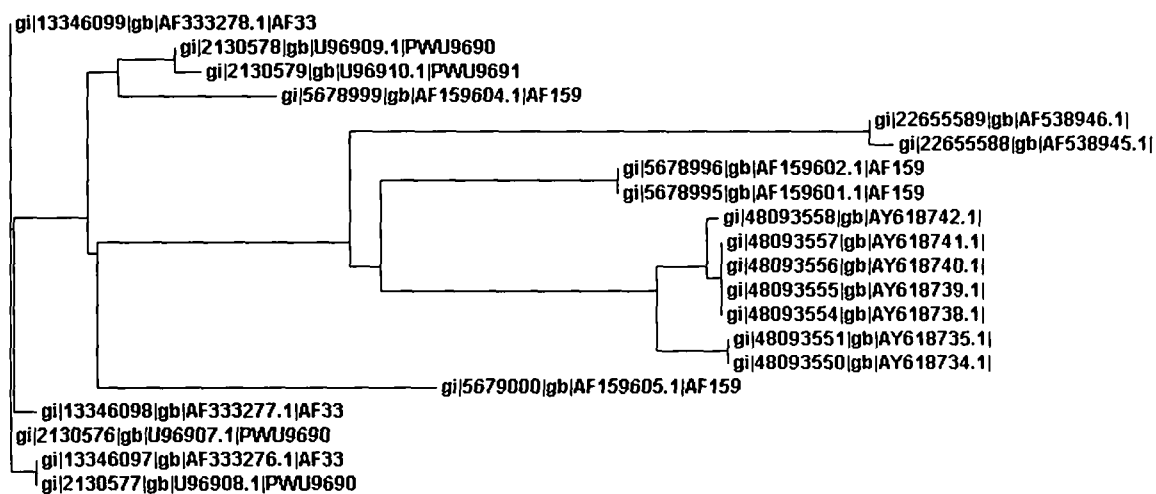 gi|13346099|gb|AF333278.1|AF33
gi|2130578|gb|U96909.1|PWU9690
gi|2130579|gb|U96910.1|PWU9691
gi|5678999|gb|AF159604.1|AF159
gi|22655589|gb|AF538946.1|
gi|22655588|gb|AF538945.1|
gi|5678996|gb|AF159602.1|AF159
gi|5678995|gb|AF159601.1|AF159
gi|48093558|gb|AY618742.1|
gi|48093557|gb|AY618741.1|
gi|48093556|gb|AY618740.1|
gi|48093555|gb|AY618739.1|
gi|48093554|gb|AY618738.1|
gi|48093551|gb|AY618735.1|
gi|48093550|gb|AY618734.1|
gi|5679000|gb|AF159605.1|AF159
gi|13346098|gb|AF333277.1|AF33
gi|2130576|gb|U96907.1|PWU9690
gi|13346097|gb|AF333276.1|AF33
gi|2130577|gb|U96908.1|PWU9690